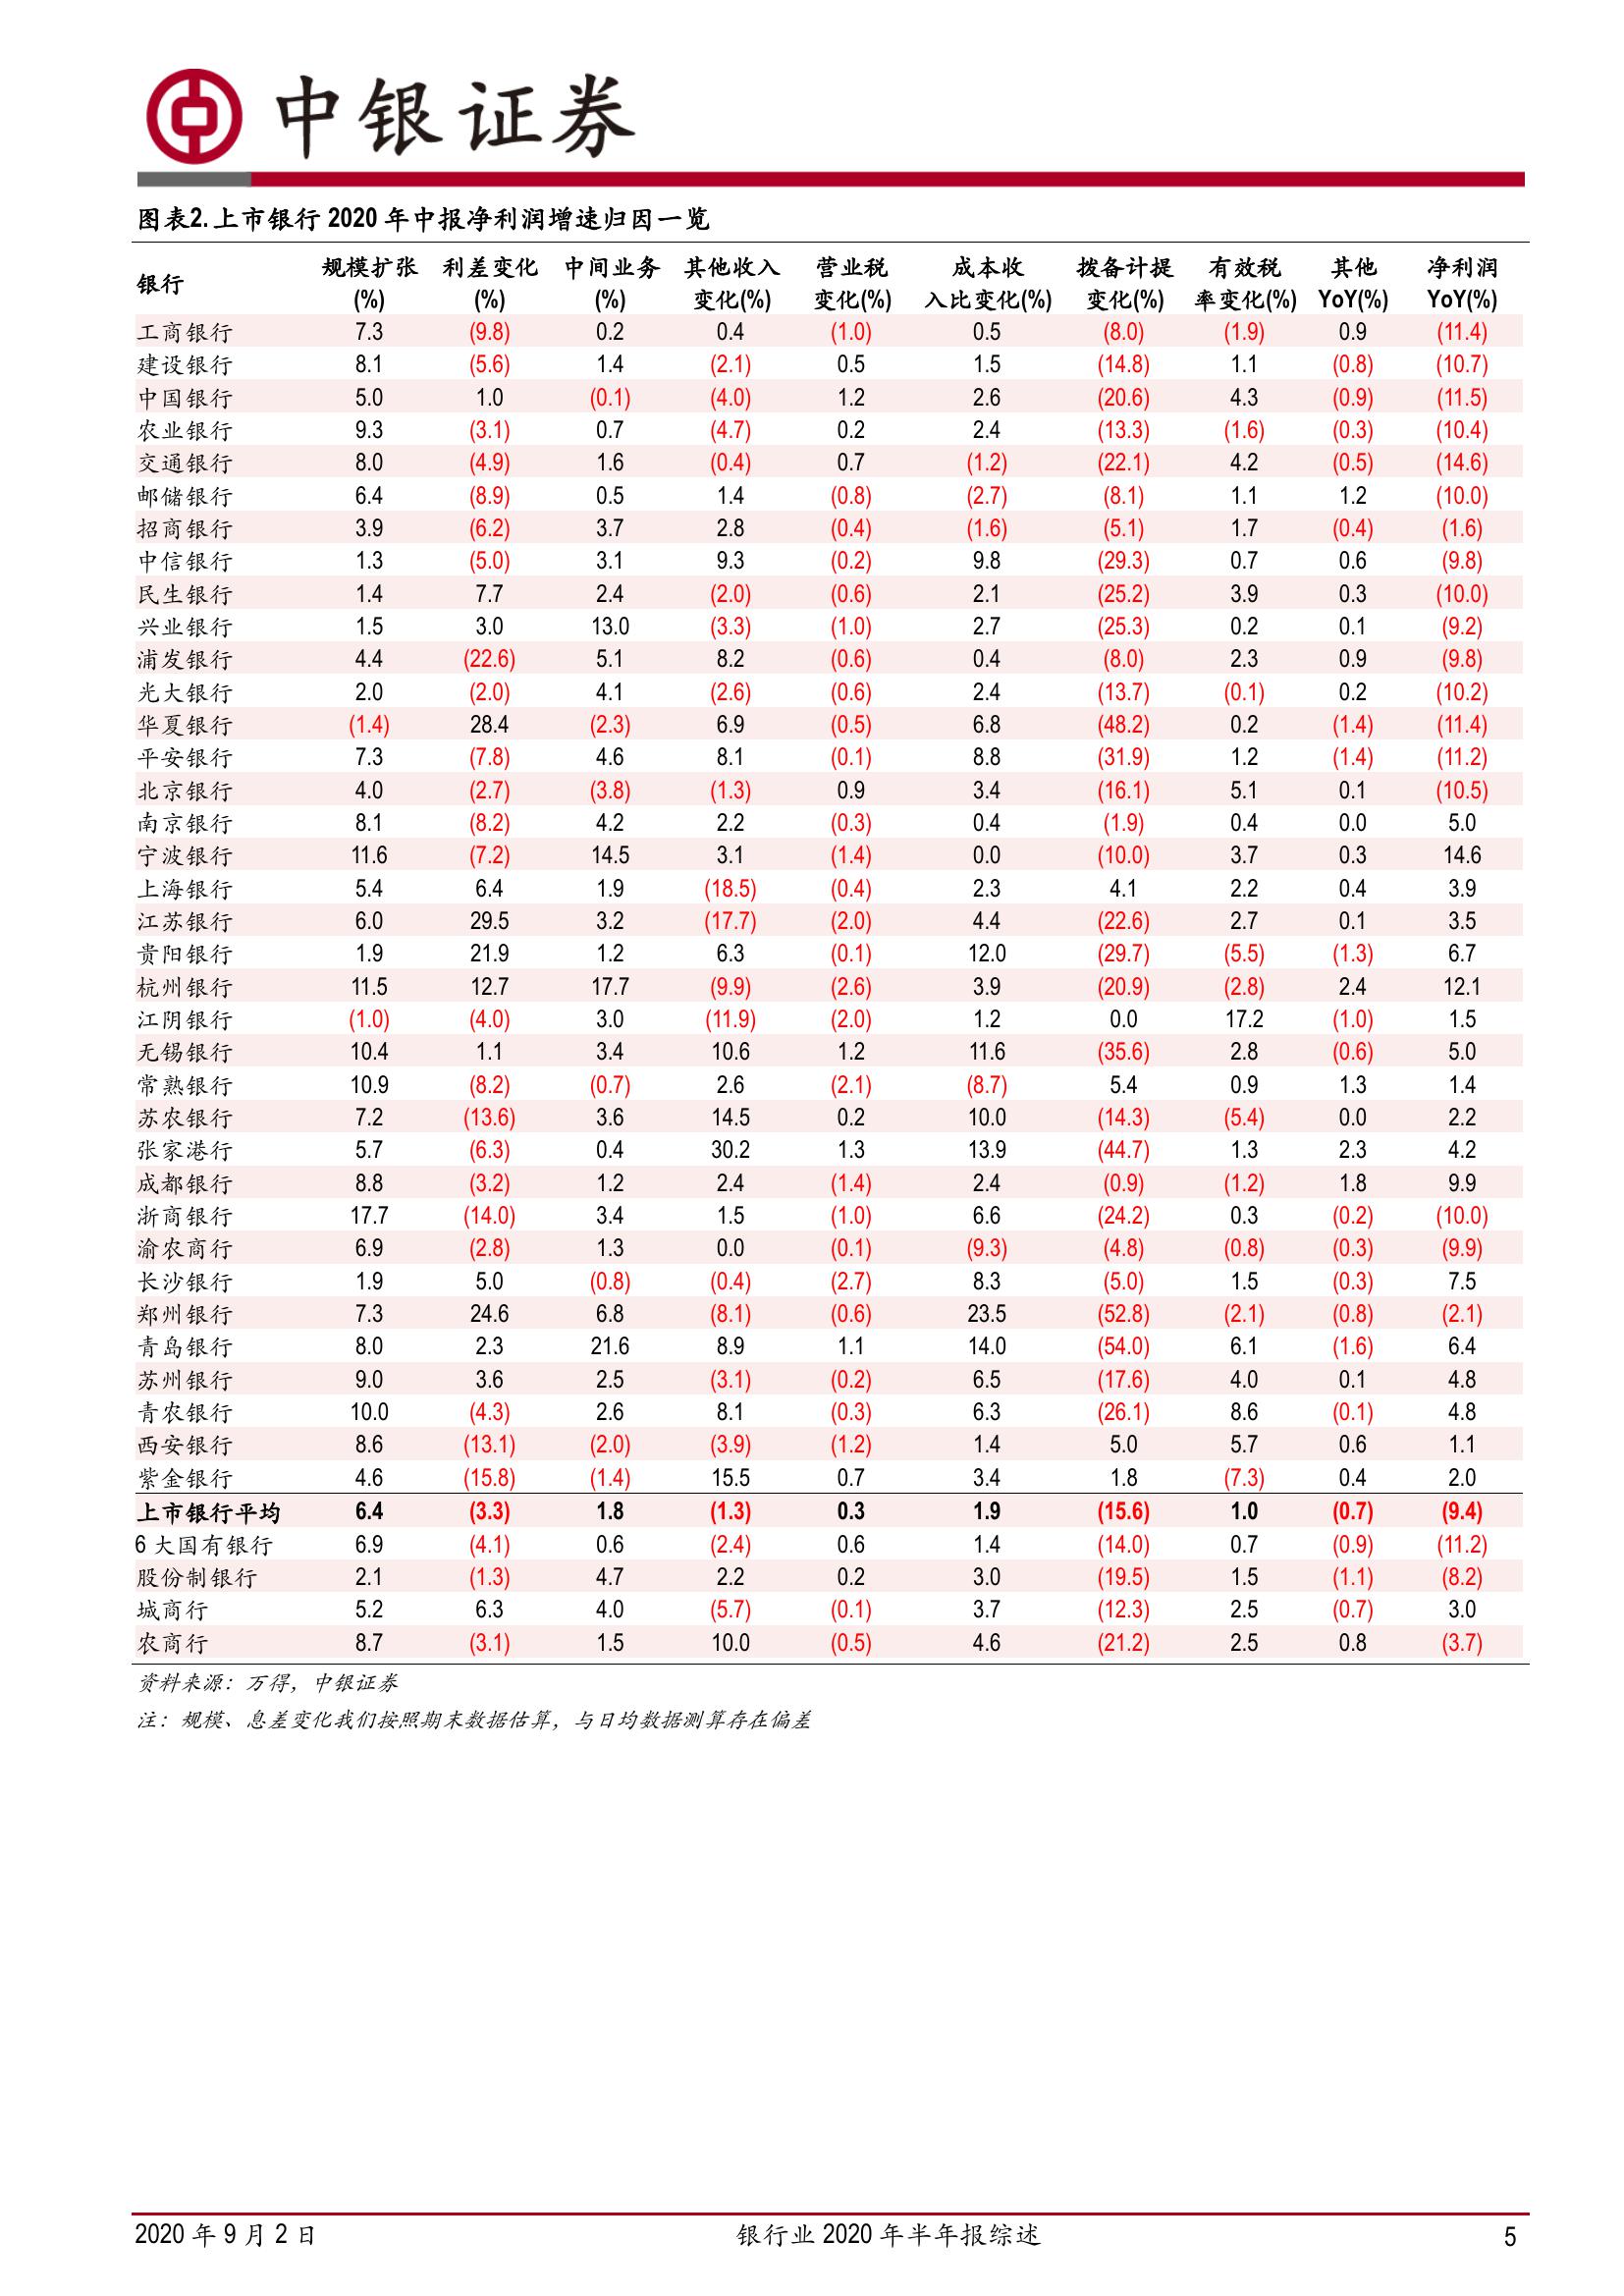 中银证券
图表2. 上市银行 2020 年中报净利润增速归因一览
银行 规模扩张(%) 利差变化(%) 中间业务(%) 其他收入变化(%) 营业税变化(%) 成本收入比变化(%) 拨备计提变化(%) 有效税率变化(%) 其他YoY(%) 净利润YoY(%)
工商银行 7.3 (9.8) 0.2 0.4 (1.0) 0.5 (8.0) (1.9) 0.9 (11.4)
建设银行 8.1 (5.6) 1.4 (2.1) 0.5 1.5 (14.8) 1.1 (0.8) (10.7)
中国银行 5.0 1.0 (0.1) (4.0) 1.2 2.6 (20.6) 4.3 (0.9) (11.5)
农业银行 9.3 (3.1) 0.7 (4.7) 0.2 2.4 (13.3) (1.6) (0.3) (10.4)
交通银行 8.0 (4.9) 1.6 (0.4) 0.7 (1.2) (22.1) 4.2 (0.5) (14.6)
邮储银行 6.4 (8.9) 0.5 1.4 (0.8) (2.7) (8.1) 1.1 1.2 (10.0)
招商银行 3.9 (6.2) 3.7 2.8 (0.4) (1.6) (5.1) 1.7 (0.4) (1.6)
中信银行 1.3 (5.0) 3.1 9.3 (0.2) 9.8 (29.3) 0.7 0.6 (9.8)
民生银行 1.4 7.7 2.4 (2.0) (0.6) 2.1 (25.2) 3.9 0.3 (10.0)
兴业银行 1.5 3.0 13.0 (3.3) (1.0) 2.7 (25.3) 0.2 0.1 (9.2)
浦发银行 4.4 (22.6) 5.1 8.2 (0.6) 0.4 (8.0) 2.3 0.9 (9.8)
光大银行 2.0 (2.0) 4.1 (2.6) (0.6) 2.4 (13.7) (0.1) 0.2 (10.2)
华夏银行 (1.4) 28.4 (2.3) 6.9 (0.5) 6.8 (48.2) 0.2 (1.4) (11.4)
平安银行 7.3 (7.8) 4.6 8.1 (0.1) 8.8 (31.9) 1.2 (1.4) (11.2)
北京银行 4.0 (2.7) (3.8) (1.3) 0.9 3.4 (16.1) 5.1 0.1 (10.5)
南京银行 8.1 (8.2) 4.2 2.2 (0.3) 0.4 (1.9) 0.4 0.0 5.0
宁波银行 11.6 (7.2) 14.5 3.1 (1.4) 0.0 (10.0) 3.7 0.3 14.6
上海银行 5.4 6.4 1.9 (18.5) (0.4) 2.3 4.1 2.2 0.4 3.9
江苏银行 6.0 29.5 3.2 (17.7) (2.0) 4.4 (22.6) 2.7 0.1 3.5
贵阳银行 1.9 21.9 1.2 6.3 (0.1) 12.0 (29.7) (5.5) (1.3) 6.7
杭州银行 11.5 12.7 17.7 (9.9) (2.6) 3.9 (20.9) (2.8) 2.4 12.1
江阴银行 (1.0) (4.0) 3.0 (11.9) (2.0) 1.2 0.0 17.2 (1.0) 1.5
无锡银行 10.4 1.1 3.4 10.6 1.2 11.6 (35.6) 2.8 (0.6) 5.0
常熟银行 10.9 (8.2) (0.7) 2.6 (2.1) (8.7) 5.4 0.9 1.3 1.4
苏农银行 7.2 (13.6) 3.6 14.5 0.2 10.0 (14.3) (5.4) 0.0 2.2
张家港行 5.7 (6.3) 0.4 30.2 1.3 13.9 (44.7) 1.3 2.3 4.2
成都银行 8.8 (3.2) 1.2 2.4 (1.4) 2.4 (0.9) (1.2) 1.8 9.9
浙商银行 17.7 (14.0) 3.4 1.5 (1.0) 6.6 (24.2) 0.3 (0.2) (10.0)
渝农商行 6.9 (2.8) 1.3 0.0 (0.1) (9.3) (4.8) (0.8) (0.3) (9.9)
长沙银行 1.9 5.0 (0.8) (0.4) (2.7) 8.3 (5.0) 1.5 (0.3) 7.5
郑州银行 7.3 24.6 6.8 (8.1) (0.6) 23.5 (52.8) (2.1) (0.8) (2.1)
青岛银行 8.0 2.3 21.6 8.9 1.1 14.0 (54.0) 6.1 (1.6) 6.4
苏州银行 9.0 3.6 2.5 (3.1) (0.2) 6.5 (17.6) 4.0 0.1 4.8
青农银行 10.0 (4.3) 2.6 8.1 (0.3) 6.3 (26.1) 8.6 (0.1) 4.8
西安银行 8.6 (13.1) (2.0) (3.9) (1.2) 1.4 5.0 5.7 0.6 1.1
紫金银行 4.6 (15.8) (1.4) 15.5 0.7 3.4 1.8 (7.3) 0.4 2.0
上市银行平均 6.4 (3.3) 1.8 (1.3) 0.3 1.9 (15.6) 1.0 (0.7) (9.4)
6 大国有银行 6.9 (4.1) 0.6 (2.4) 0.6 1.4 (14.0) 0.7 (0.9) (11.2)
股份制银行 2.1 (1.3) 4.7 2.2 0.2 3.0 (19.5) 1.5 (1.1) (8.2)
城商行 5.2 6.3 4.0 (5.7) (0.1) 3.7 (12.3) 2.5 (0.7) 3.0
农商行 8.7 (3.1) 1.5 10.0 (0.5) 4.6 (21.2) 2.5 0.8 (3.7)
资料来源：万得，中银证券
注：规模、息差变化我们按照期末数据估算，与日均数据测算存在偏差
2020 年 9 月 2 日 银行业 2020 年半年报综述 5